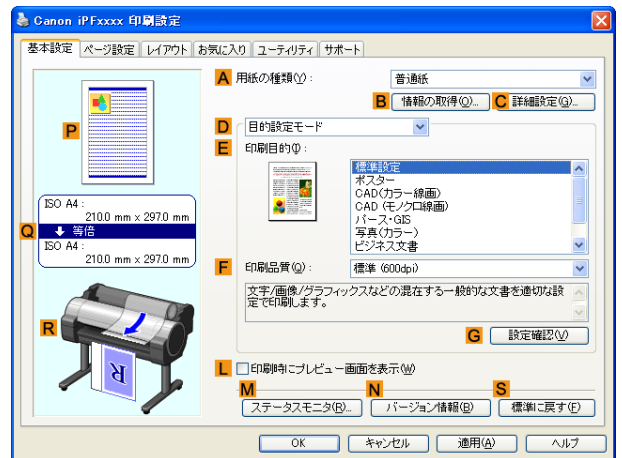 Canon iPFxxxx 印刷設定
基本設定 ページ設定 レイアウト お気に入り ユーティリティ サポート
A 用紙の種類(Y): 普通紙
B 情報の取得(O)... C 詳細設定(G)...
D 目的設定モード
E 印刷目的(I):
標準設定
ポスター
CAD(カラー線画)
CAD(モノクロ線画)
パース・GIS
写真(カラー)
ビジネス文書
F 印刷品質(Q): 標準 (600dpi)
文字/画像/グラフィックスなどの混在する一般的な文書を適切な設
定で印刷します。
G 設定確認(V)
P
ISO A4 :
210.0 mm x 297.0 mm
Q 等倍
ISO A4 :
210.0 mm x 297.0 mm
R
R
L 印刷時にプレビュー画面を表示(W)
M N S
ステータスモニタ(R)... バージョン情報(B) 標準に戻す(F)
OK キャンセル 適用(A) ヘルプ